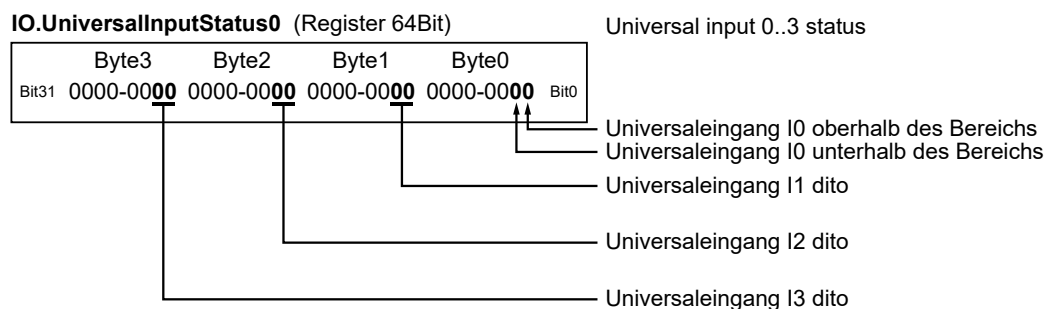 IO.UniversalInputStatus0 (Register 64Bit) Universal input 0..3 status
Byte3 Byte2 Byte1 Byte0
Bit31 0000-0000 0000-0000 0000-0000 0000-0000 Bit0
Universaleingang I0 oberhalb des Bereichs
Universaleingang I0 unterhalb des Bereichs
Universaleingang I1 dito
Universaleingang I2 dito
Universaleingang I3 dito